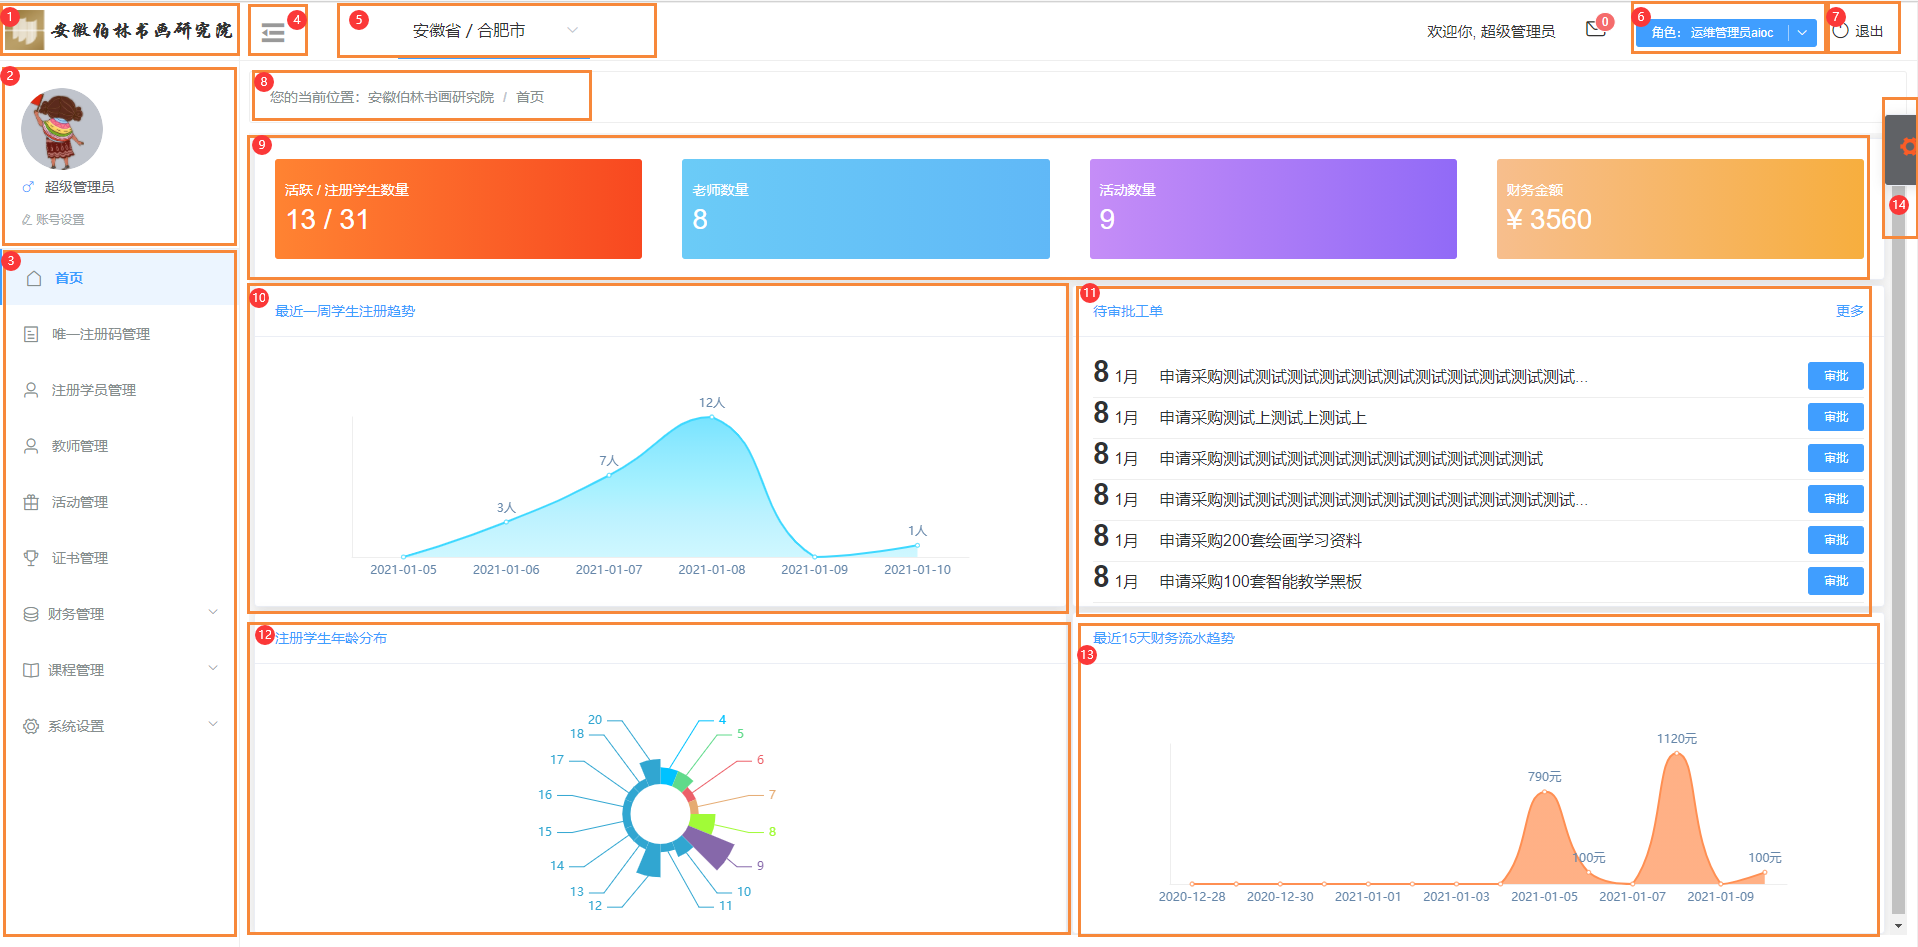 1
安徽伯林书画研究院
4
5
安徽省 / 合肥市
欢迎你, 超级管理员
0
6
角色： 运维管理员aioc
7
退出
2
超级管理员
账号设置
3
首页
唯一注册码管理
注册学员管理
教师管理
活动管理
证书管理
财务管理
课程管理
系统设置
8
您的当前位置：安徽伯林书画研究院 / 首页
9
活跃 / 注册学生数量
13 / 31
老师数量
8
活动数量
9
财务金额
¥ 3560
14
10
最近一周学生注册趋势
12人
7人
3人
1人
2021-01-05 2021-01-06 2021-01-07 2021-01-08 2021-01-09 2021-01-10
11
待审批工单 更多
8 1月 申请采购测试测试测试测试测试测试测试测试测试测试测试... 审批
8 1月 申请采购测试上测试上测试上 审批
8 1月 申请采购测试测试测试测试测试测试测试测试测试测试 审批
8 1月 申请采购测试测试测试测试测试测试测试测试测试测试测试... 审批
8 1月 申请采购200套绘画学习资料 审批
8 1月 申请采购100套智能教学黑板 审批
12
注册学生年龄分布
20
18
17
16
15
14
13
12
4
5
6
7
8
9
10
11
13
最近15天财务流水趋势
1120元
790元
100元
100元
2020-12-28 2020-12-30 2021-01-01 2021-01-03 2021-01-05 2021-01-07 2021-01-09